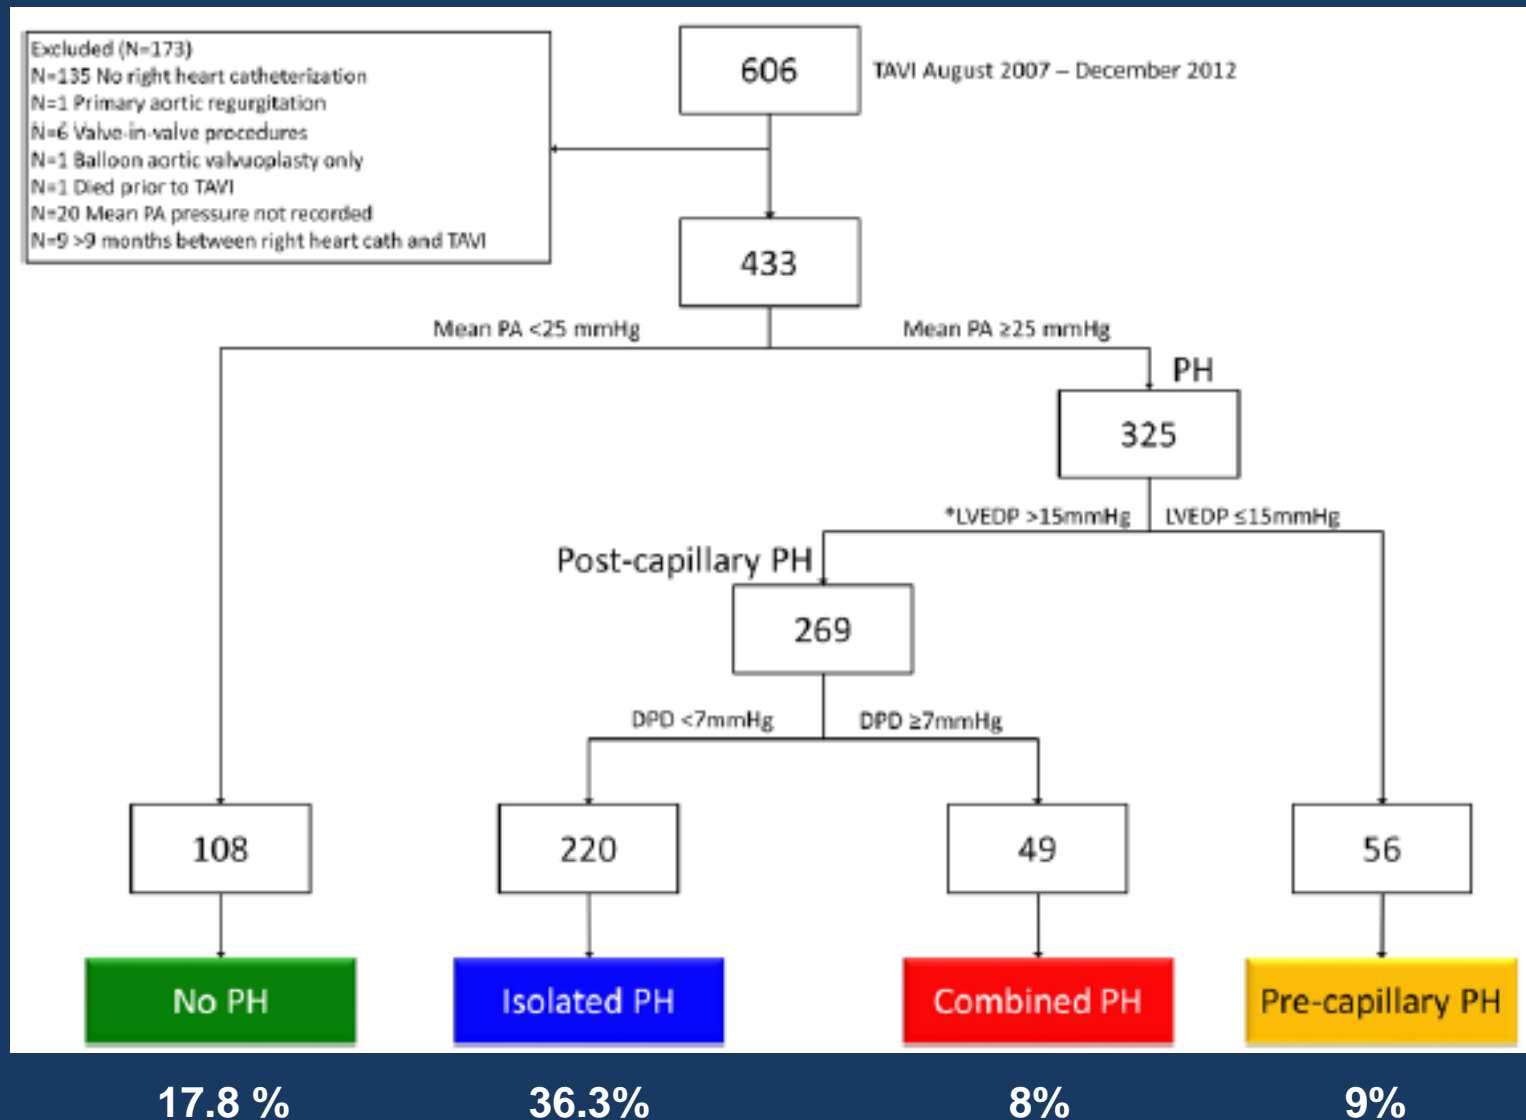 Excluded (N=173)
N=135 No right heart catheterization
N=1 Primary aortic regurgitation
N=6 Valve-in-valve procedures
N=1 Balloon aortic valvuoplasty only
N=1 Died prior to TAVI
N=20 Mean PA pressure not recorded
N=9 >9 months between right heart cath and TAVI
606
TAVI August 2007 – December 2012
433
Mean PA <25 mmHg
Mean PA ≥25 mmHg
PH
325
*LVEDP >15mmHg
LVEDP ≤15mmHg
Post-capillary PH
269
DPD <7mmHg
DPD ≥7mmHg
108
220
49
56
No PH
Isolated PH
Combined PH
Pre-capillary PH
17.8 %
36.3%
8%
9%